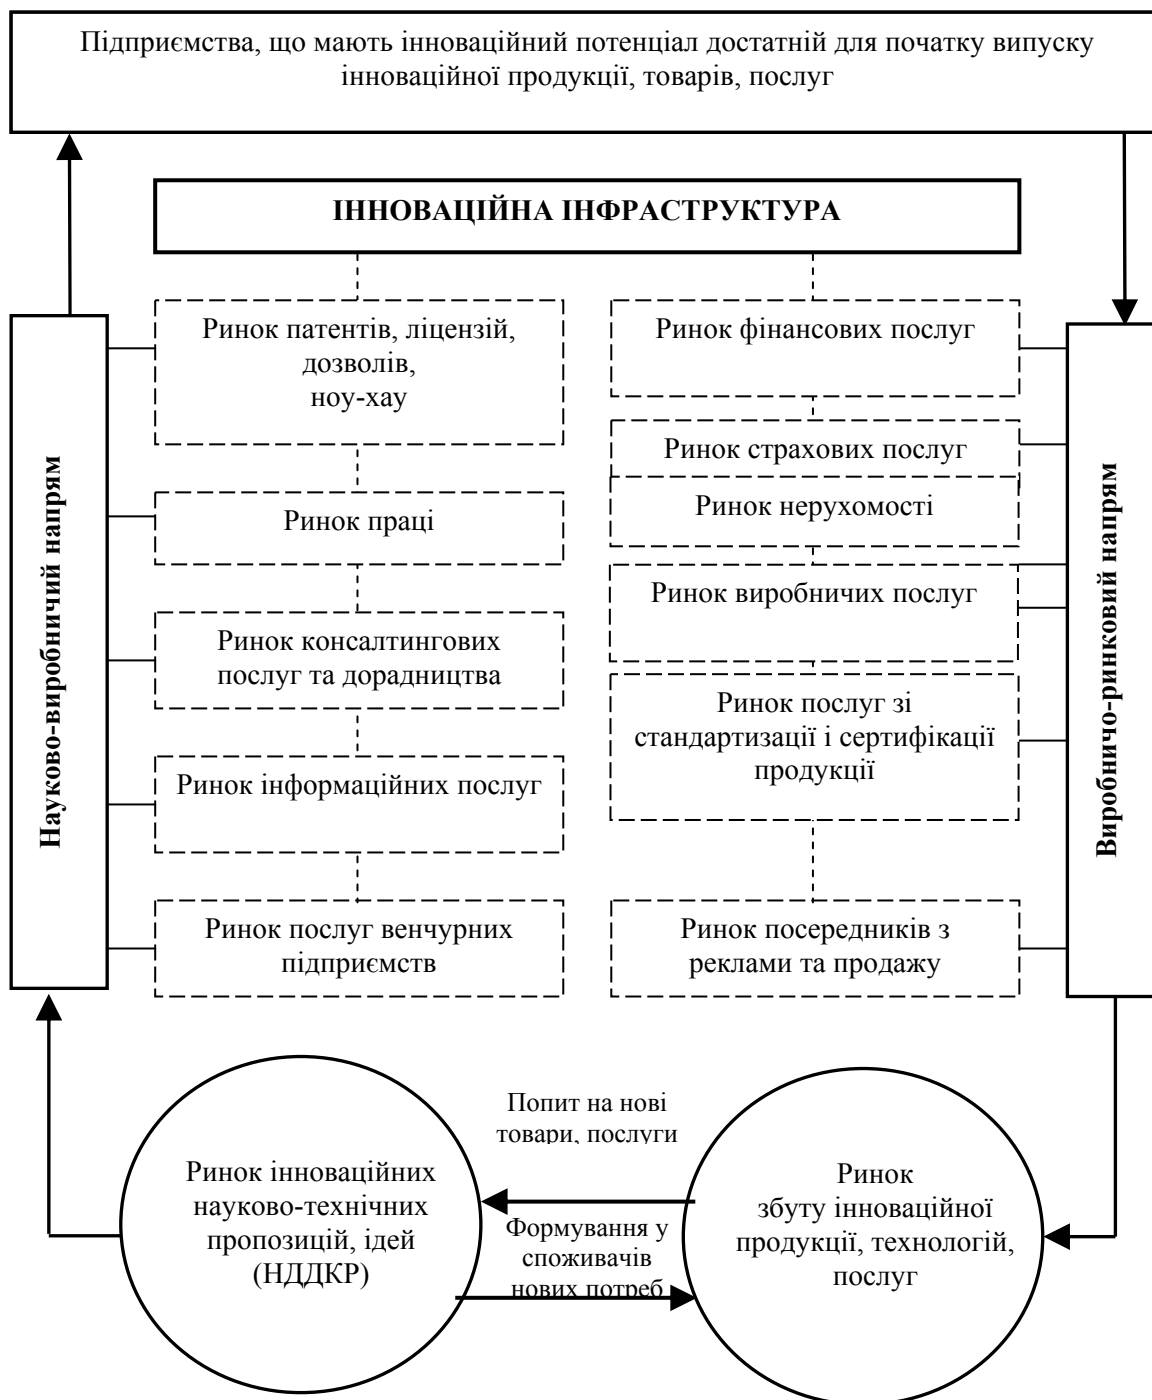 Підприємства, що мають інноваційний потенціал достатній для початку випуску
інноваційної продукції, товарів, послуг
ІННОВАЦІЙНА ІНФРАСТРУКТУРА
Науково-виробничий напрям
Ринок патентів, ліцензій,
дозволів,
ноу-хау
Ринок праці
Ринок консалтингових
послуг та дорадництва
Ринок інформаційних послуг
Ринок послуг венчурних
підприємств
Ринок фінансових послуг
Ринок страхових послуг
Ринок нерухомості
Ринок виробничих послуг
Ринок послуг зі
стандартизації і сертифікації
продукції
Ринок посередників з
реклами та продажу
Виробничо-ринковий напрям
Ринок інноваційних
науково-технічних
пропозицій, ідей
(НДДКР)
Попит на нові
товари, послуги
Формування у
споживачів
нових потреб
Ринок
збуту інноваційної
продукції, технологій,
послуг